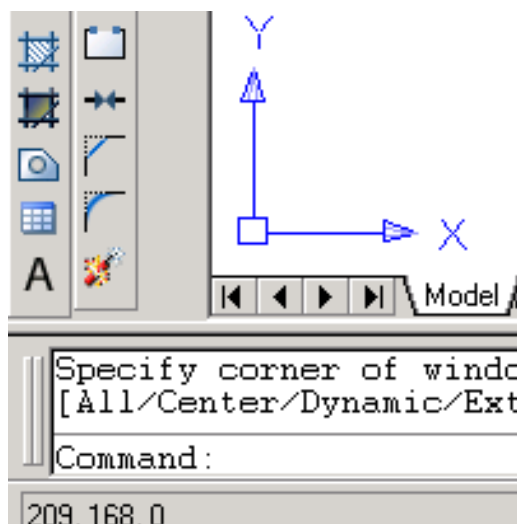 Y
X
A
Model
Specify corner of windo
[All/Center/Dynamic/Ext
Command:
209,168,0